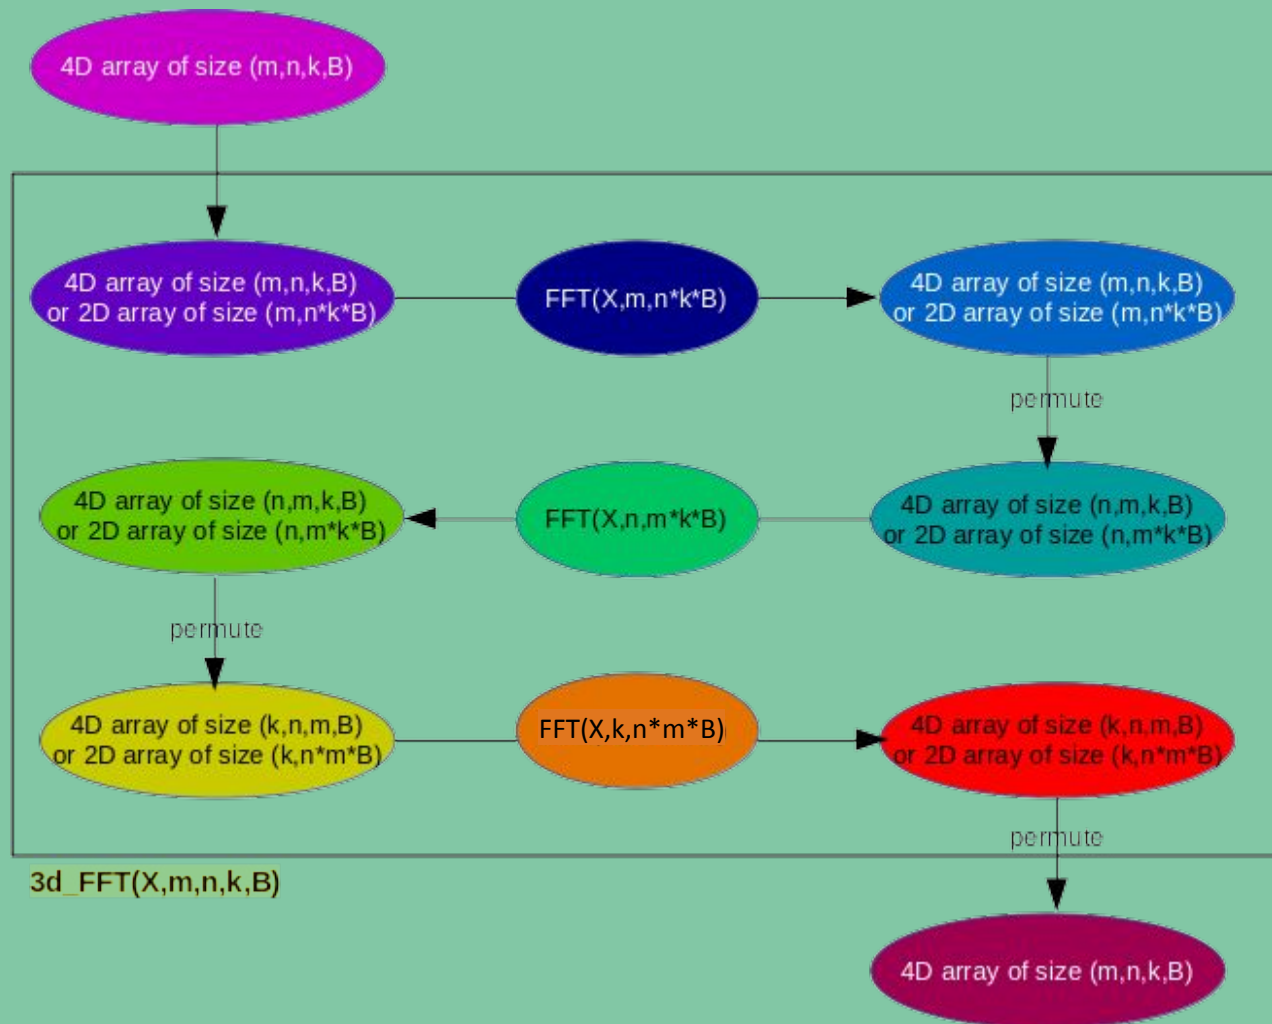 4D array of size (m,n,k,B)
4D array of size (m,n,k,B)
or 2D array of size (m,n*k*B)
FFT(X,m,n*k*B)
4D array of size (m,n,k,B)
or 2D array of size (m,n*k*B)
permute
4D array of size (n,m,k,B)
or 2D array of size (n,m*k*B)
FFT(X,n,m*k*B)
4D array of size (n,m,k,B)
or 2D array of size (n,m*k*B)
permute
4D array of size (k,n,m,B)
or 2D array of size (k,n*m*B)
FFT(X,k,n*m*B)
4D array of size (k,n,m,B)
or 2D array of size (k,n*m*B)
permute
3d_FFT(X,m,n,k,B)
4D array of size (m,n,k,B)